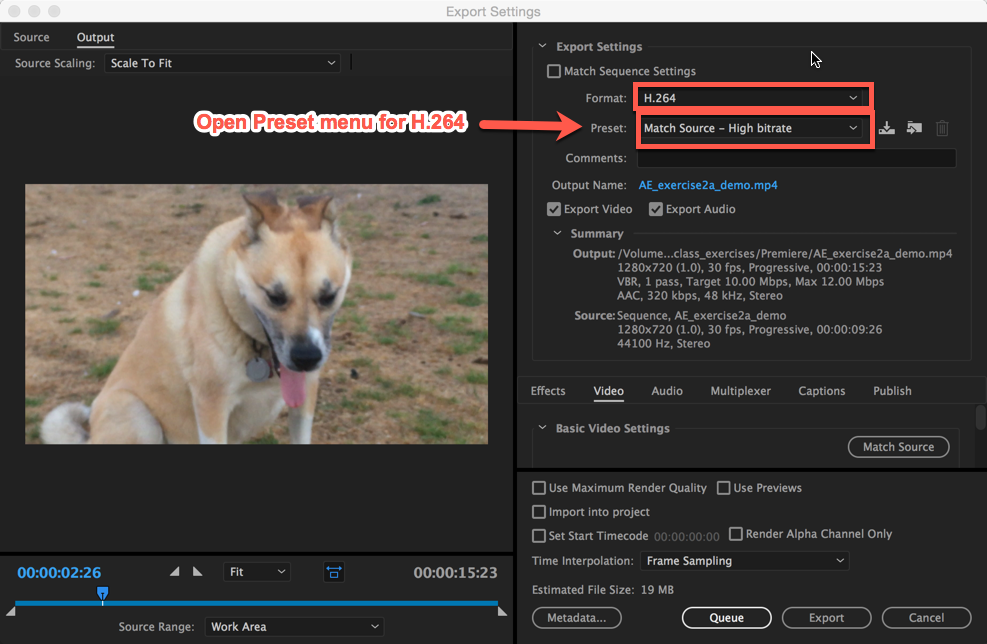 Export Settings
Source
Output
Source Scaling:
Scale To Fit
Open Preset menu for H.264
00:00:02:26
Fit
00:00:15:23
Source Range:
Work Area
Export Settings
Match Sequence Settings
Format:
H.264
Preset:
Match Source – High bitrate
Comments:
Output Name:
AE_exercise2a_demo.mp4
Export Video
Export Audio
Summary
Output: /Volume...class_exercises/Premiere/AE_exercise2a_demo.mp4
1280x720 (1.0), 30 fps, Progressive, 00:00:15:23
VBR, 1 pass, Target 10.00 Mbps, Max 12.00 Mbps
AAC, 320 kbps, 48 kHz, Stereo
Source: Sequence, AE_exercise2a_demo
1280x720 (1.0), 30 fps, Progressive, 00:00:09:26
44100 Hz, Stereo
Effects
Video
Audio
Multiplexer
Captions
Publish
Basic Video Settings
Match Source
Use Maximum Render Quality
Use Previews
Import into project
Set Start Timecode
00:00:00:00
Render Alpha Channel Only
Time Interpolation:
Frame Sampling
Estimated File Size: 19 MB
Metadata...
Queue
Export
Cancel